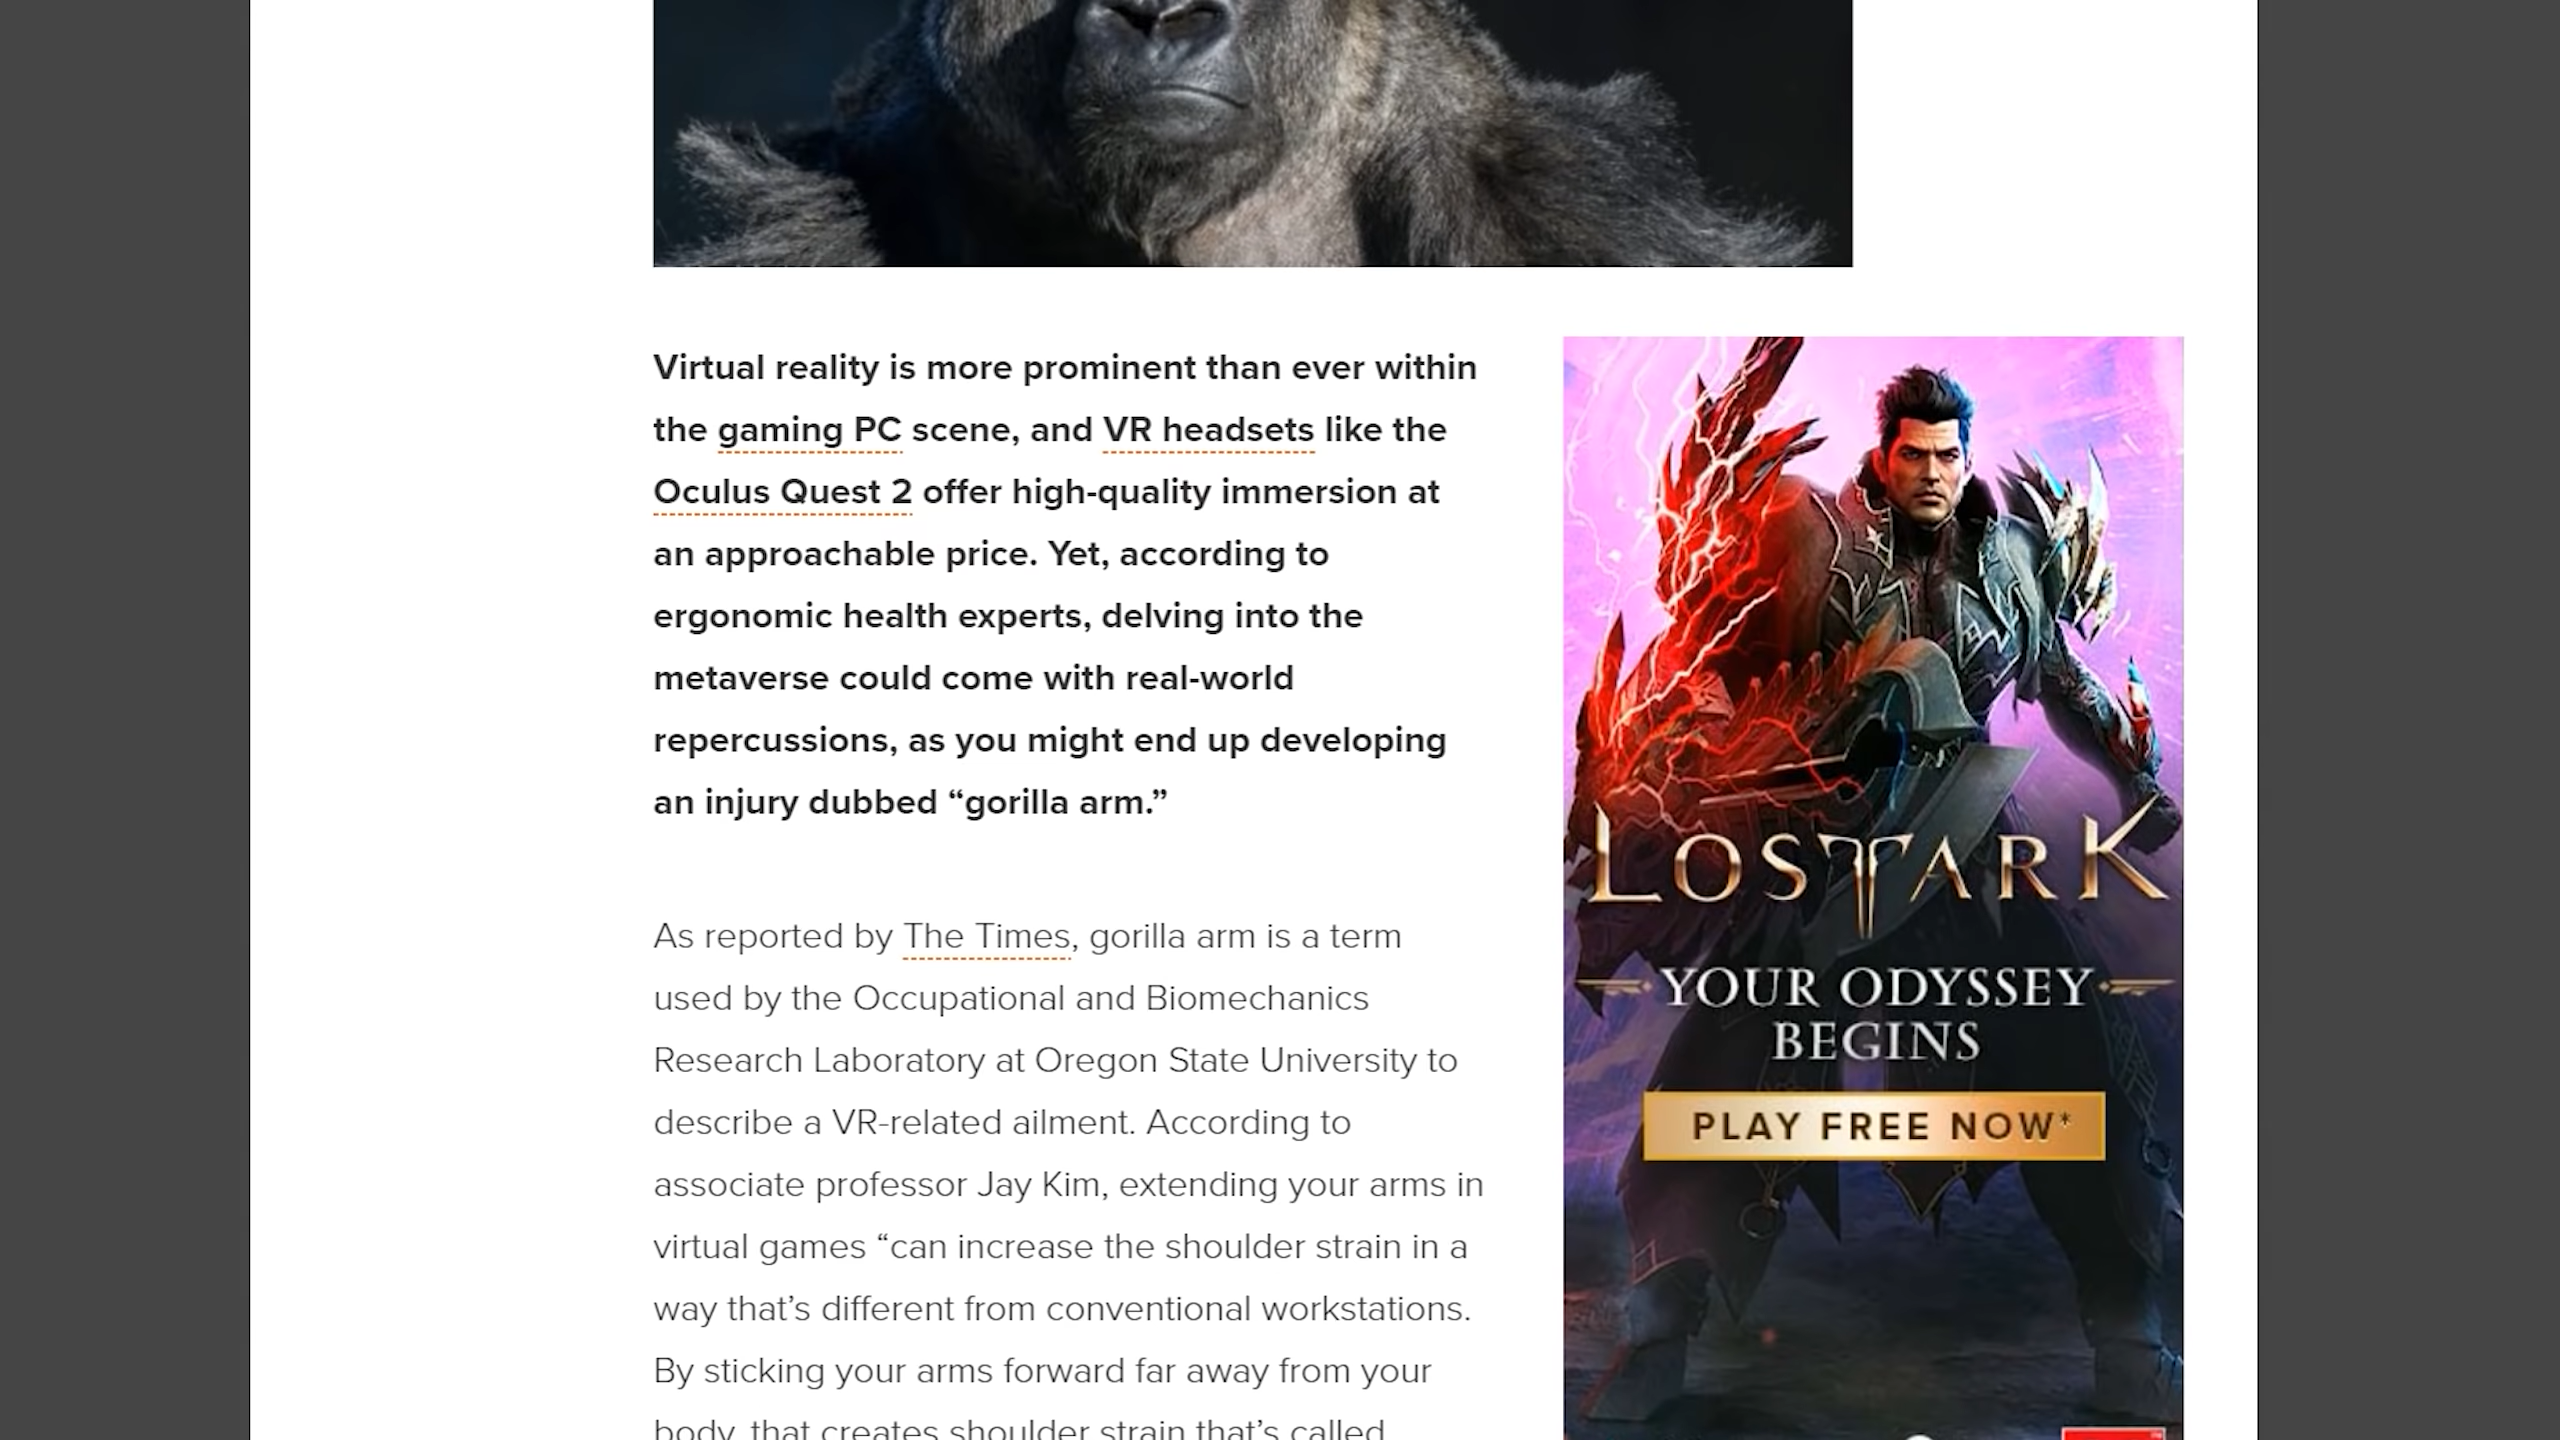 Virtual reality is more prominent than ever within
the gaming PC scene, and VR headsets like the
Oculus Quest 2 offer high-quality immersion at
an approachable price. Yet, according to
ergonomic health experts, delving into the
metaverse could come with real-world
repercussions, as you might end up developing
an injury dubbed “gorilla arm.”
As reported by The Times, gorilla arm is a term
used by the Occupational and Biomechanics
Research Laboratory at Oregon State University to
describe a VR-related ailment. According to
associate professor Jay Kim, extending your arms in
virtual games “can increase the shoulder strain in a
way that’s different from conventional workstations.
By sticking your arms forward far away from your
body, that creates shoulder strain that’s called
LOST ARK
YOUR ODYSSEY
BEGINS
PLAY FREE NOW*